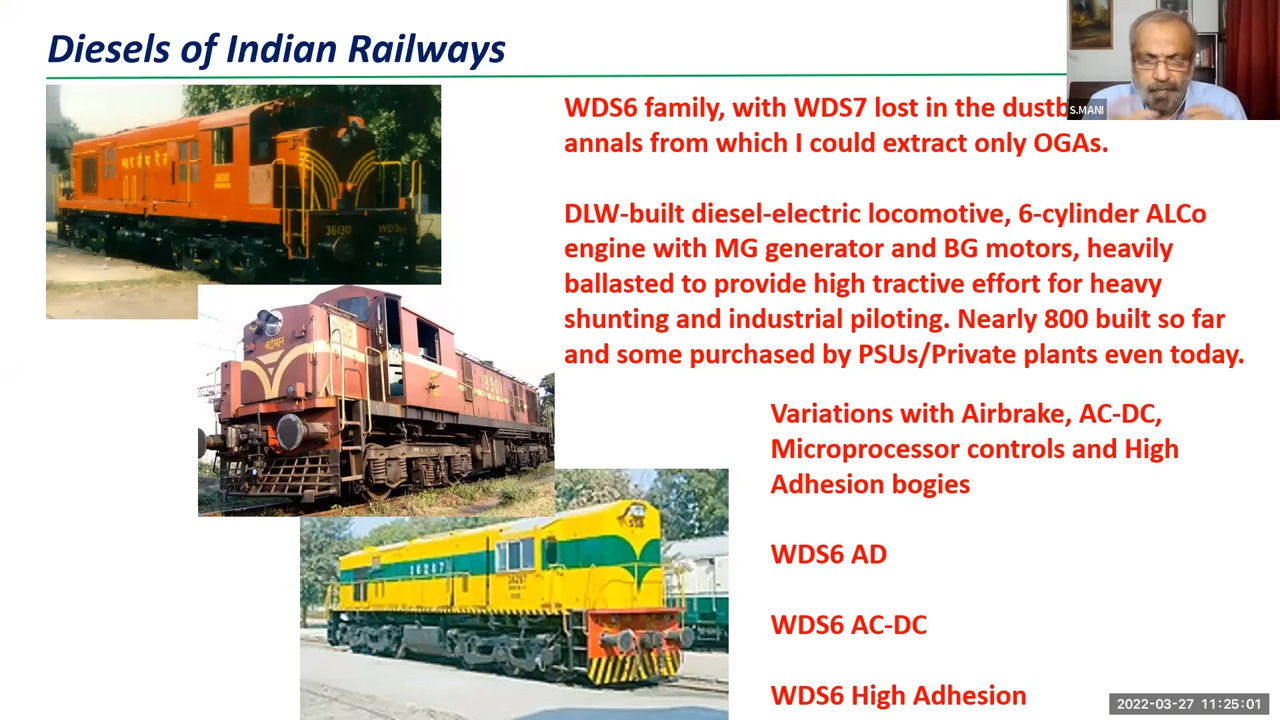 Diesels of Indian Railways
S.MANI
WDS6 family, with WDS7 lost in the
annals from which I could extract only OGAs.
DLW-built diesel-electric locomotive, 6-cylinder ALCo
engine with MG generator and BG motors, heavily
ballasted to provide high tractive effort for heavy
shunting and industrial piloting. Nearly 800 built so far
and some purchased by PSUs/Private plants even today.
Variations with Airbrake, AC-DC,
Microprocessor controls and High
Adhesion bogies
WDS6 AD
WDS6 AC-DC
WDS6 High Adhesion
भारतीय रेल
36130
36287
2022-03-27 11:25:01